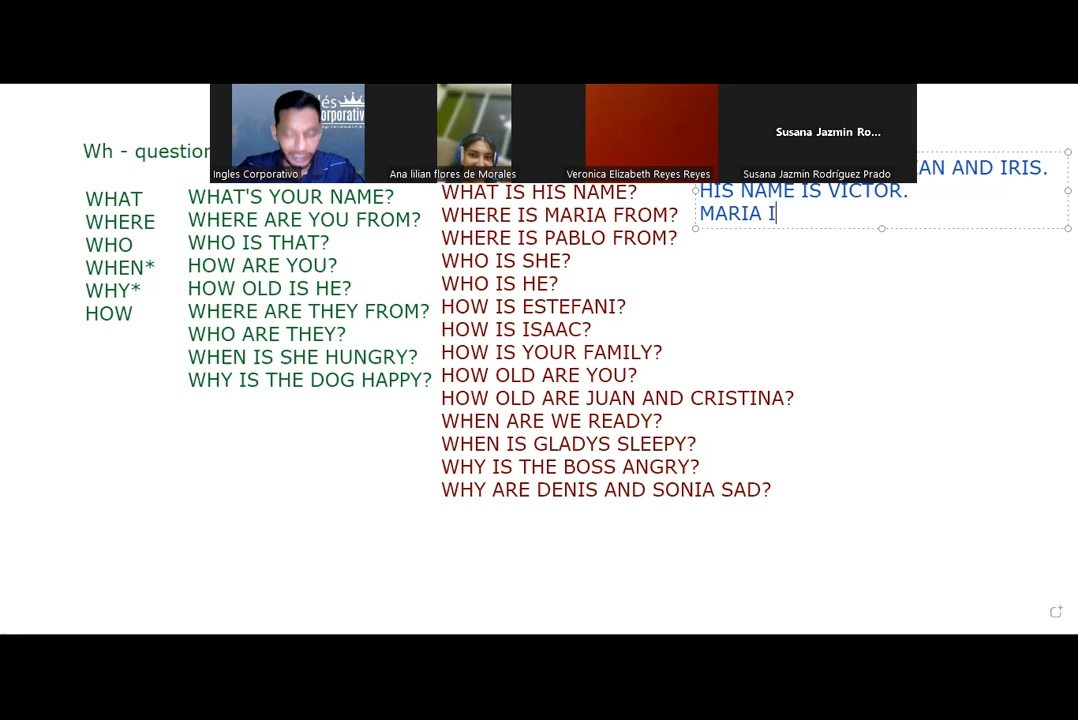 és
orporativ
Susana Jazmin Ro...
Ingles Corporativo
Ana lilian flores de Morales
Veronica Elizabeth Reyes Reyes
Susana Jazmin Rodríguez Prado
Wh - question
WHAT
WHERE
WHO
WHEN*
WHY*
HOW
WHAT'S YOUR NAME?
WHERE ARE YOU FROM?
WHO IS THAT?
HOW ARE YOU?
HOW OLD IS HE?
WHERE ARE THEY FROM?
WHO ARE THEY?
WHEN IS SHE HUNGRY?
WHY IS THE DOG HAPPY?
WHAT IS HIS NAME?
WHERE IS MARIA FROM?
WHERE IS PABLO FROM?
WHO IS SHE?
WHO IS HE?
HOW IS ESTEFANI?
HOW IS ISAAC?
HOW IS YOUR FAMILY?
HOW OLD ARE YOU?
HOW OLD ARE JUAN AND CRISTINA?
WHEN ARE WE READY?
WHEN IS GLADYS SLEEPY?
WHY IS THE BOSS ANGRY?
WHY ARE DENIS AND SONIA SAD?
AN AND IRIS.
HIS NAME IS VICTOR.
MARIA I